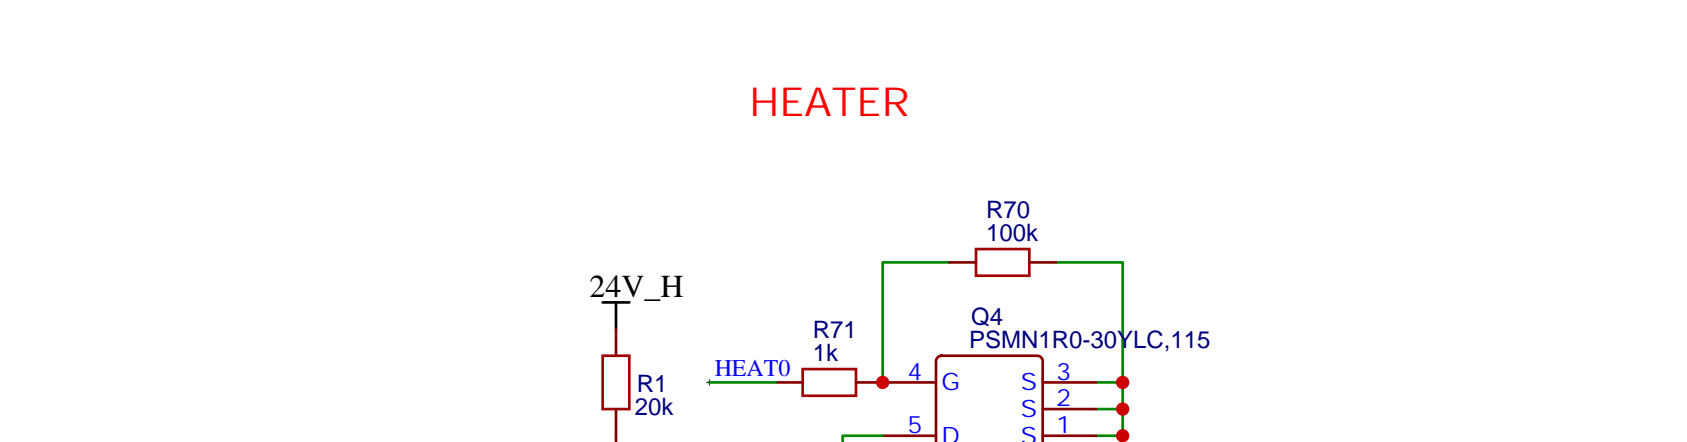 HEATER
R70
100k
24V_H
Q4
PSMN1R0-30YLC,115
R71
1k
HEAT0
4
G
S
3
R1
20k
S
2
5
D
S
1